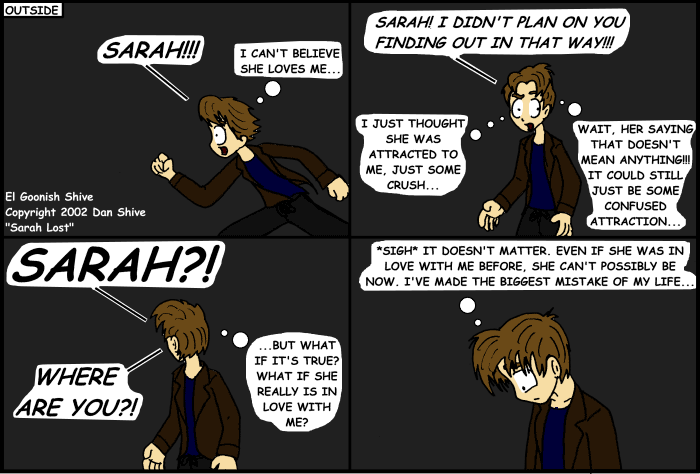 OUTSIDE
SARAH!!!
I CAN'T BELIEVE
SHE LOVES ME...
El Goonish Shive
Copyright 2002 Dan Shive
"Sarah Lost"
SARAH! I DIDN'T PLAN ON YOU
FINDING OUT IN THAT WAY!!!
I JUST THOUGHT
SHE WAS
ATTRACTED TO
ME, JUST SOME
CRUSH...
WAIT, HER SAYING
THAT DOESN'T
MEAN ANYTHING!!!
IT COULD STILL
JUST BE SOME
CONFUSED
ATTRACTION...
SARAH?!
WHERE
ARE YOU?!
...BUT WHAT
IF IT'S TRUE?
WHAT IF SHE
REALLY IS IN
LOVE WITH
ME?
*SIGH* IT DOESN'T MATTER. EVEN IF SHE WAS IN
LOVE WITH ME BEFORE, SHE CAN'T POSSIBLY BE
NOW. I'VE MADE THE BIGGEST MISTAKE OF MY LIFE...